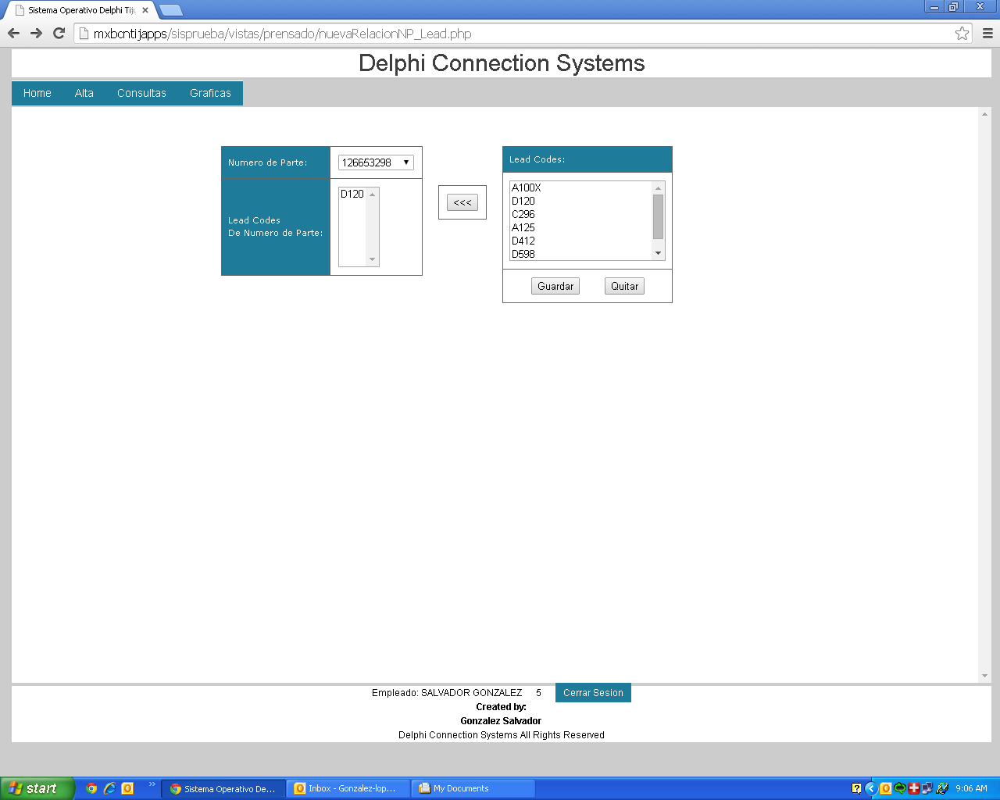 Sistema Operativo Delphi Tiju
mxbcntijapps/sisprueba/vistas/prensado/nuevaRelacionNP_Lead.php
Delphi Connection Systems
Home Alta Consultas Graficas
Numero de Parte: 126653298
Lead Codes
De Numero de Parte:
D120
<<<
Lead Codes:
A100X
D120
C296
A125
D412
D598
Guardar Quitar
Empleado: SALVADOR GONZALEZ 5 Cerrar Sesion
Created by:
Gonzalez Salvador
Delphi Connection Systems All Rights Reserved
start Sistema Operativo De... Inbox - Gonzalez-lop... My Documents 9:06 AM